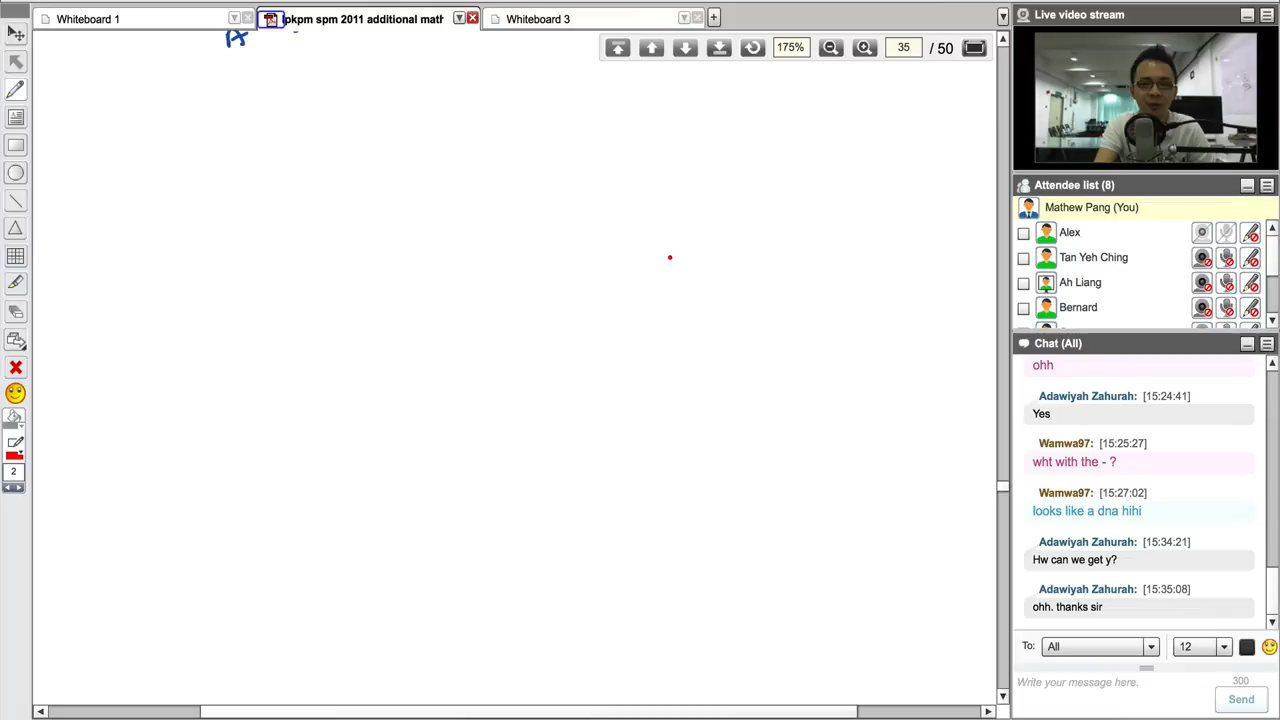 Whiteboard 1
lpkpm spm 2011 additional math
Whiteboard 3
175%
35 / 50
2
Live video stream
Attendee list (8)
Mathew Pang (You)
Alex
Tan Yeh Ching
Ah Liang
Bernard
Chat (All)
ohh
Adawiyah Zahurah: [15:24:41]
Yes
Wamwa97: [15:25:27]
wht with the - ?
Wamwa97: [15:27:02]
looks like a dna hihi
Adawiyah Zahurah: [15:34:21]
Hw can we get y?
Adawiyah Zahurah: [15:35:08]
ohh. thanks sir
To: All 12
Write your message here. 300
Send